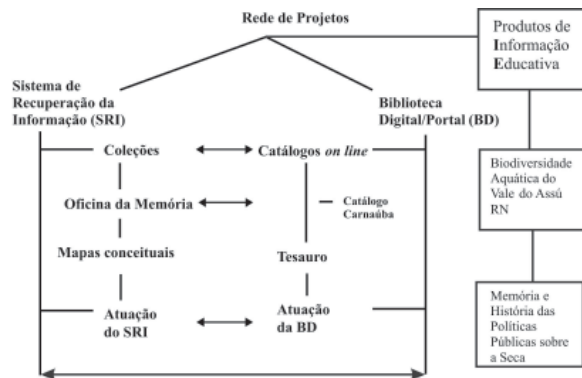 Rede de Projetos
Produtos de
Informação
Educativa
Sistema de
Recuperação da
Informação (SRI)
Biblioteca
Digital/Portal (BD)
Coleções
Catálogos on line
Oficina da Memória
Catálogo
Carnaúba
Mapas conceituais
Tesauro
Atuação
do SRI
Atuação
da BD
Biodiversidade
Aquática do
Vale do Assú
RN
Memória e
História das
Políticas
Públicas sobre
a Seca